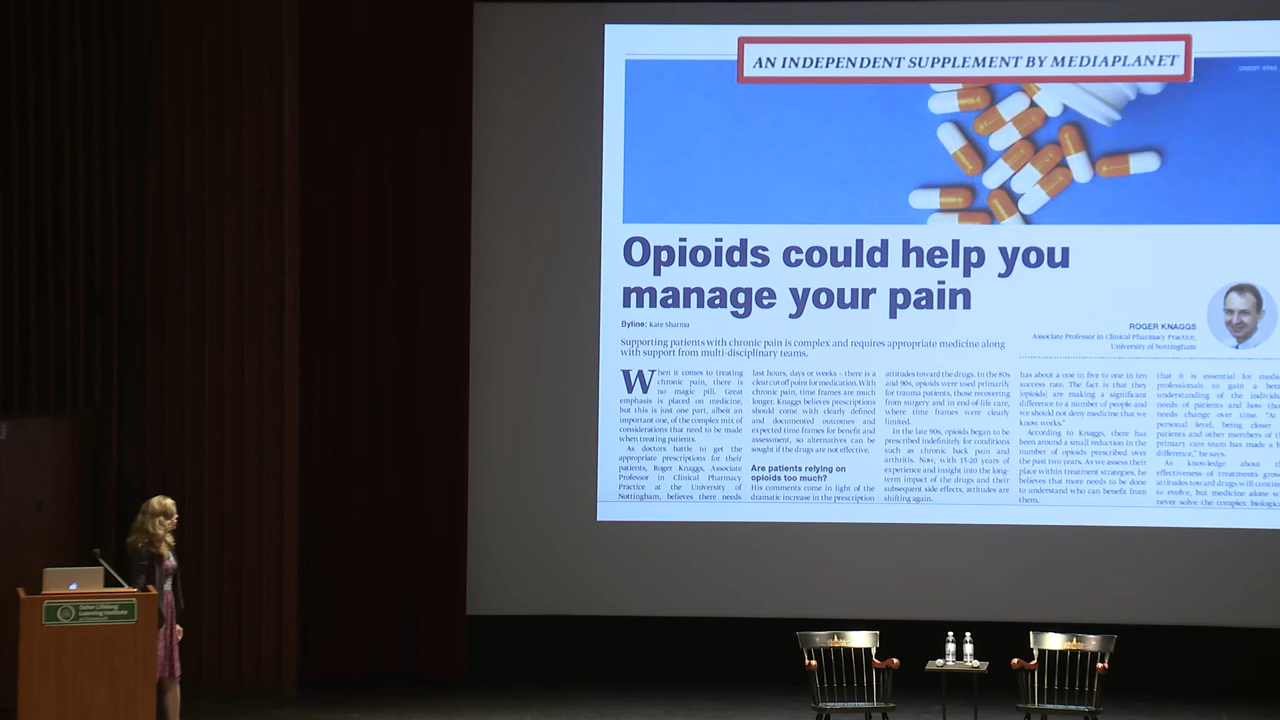 AN INDEPENDENT SUPPLEMENT BY MEDIAPLANET
Opioids could help you
manage your pain
Byline: Kate Sharma
Supporting patients with chronic pain is complex and requires appropriate medicine along
with support from multi-disciplinary teams.
ROGER KNAGGS
Associate Professor in Clinical Pharmacy Practice,
University of Nottingham
When it comes to treating
chronic pain, there is
no magic pill. Great
emphasis is placed on medicine,
but this is just one part, albeit an
important one, of the complex mix of
considerations that need to be made
when treating patients.
As doctors battle to get the
appropriate prescriptions for their
patients, Roger Knaggs, Associate
Professor in Clinical Pharmacy
Practice at the University of
Nottingham, believes there needs
last hours, days or weeks – there is a
clear cut off point for medication. With
chronic pain, time frames are much
longer. Knaggs believes prescriptions
should come with clearly defined
and documented outcomes and
expected time frames for benefit and
assessment, so alternatives can be
sought if the drugs are not effective.
Are patients relying on
opioids too much?
His comments come in light of the
dramatic increase in the prescription
attitudes toward the drugs. In the 80s
and 90s, opioids were used primarily
for trauma patients, those recovering
from surgery and in end-of-life care,
where time frames were clearly
limited.
In the late 90s, opioids began to be
prescribed indefinitely for conditions
such as chronic back pain and
arthritis. Now, with 15-20 years of
experience and insight into the long-
term impact of the drugs and their
subsequent side effects, attitudes are
shifting again.
has about a one in five to one in ten
success rate. The fact is that they
[opioids] are making a significant
difference to a number of people and
we should not deny medicine that we
know works."
According to Knaggs, there has
been around a small reduction in the
number of opioids prescribed over
the past two years. As we assess their
place within treatment strategies, he
believes that more needs to be done
to understand who can benefit from
them.
that it is essential for
professionals to gain a
understanding of the
needs of patients and how
needs change over time. "At
personal level, being closer
patients and other members of
primary care team has made a
difference," he says.
As knowledge about
effectiveness of treatments
attitudes toward drugs will
to evolve, but medicine alone
never solve the complex
Osher Lifelong
Learning Institute